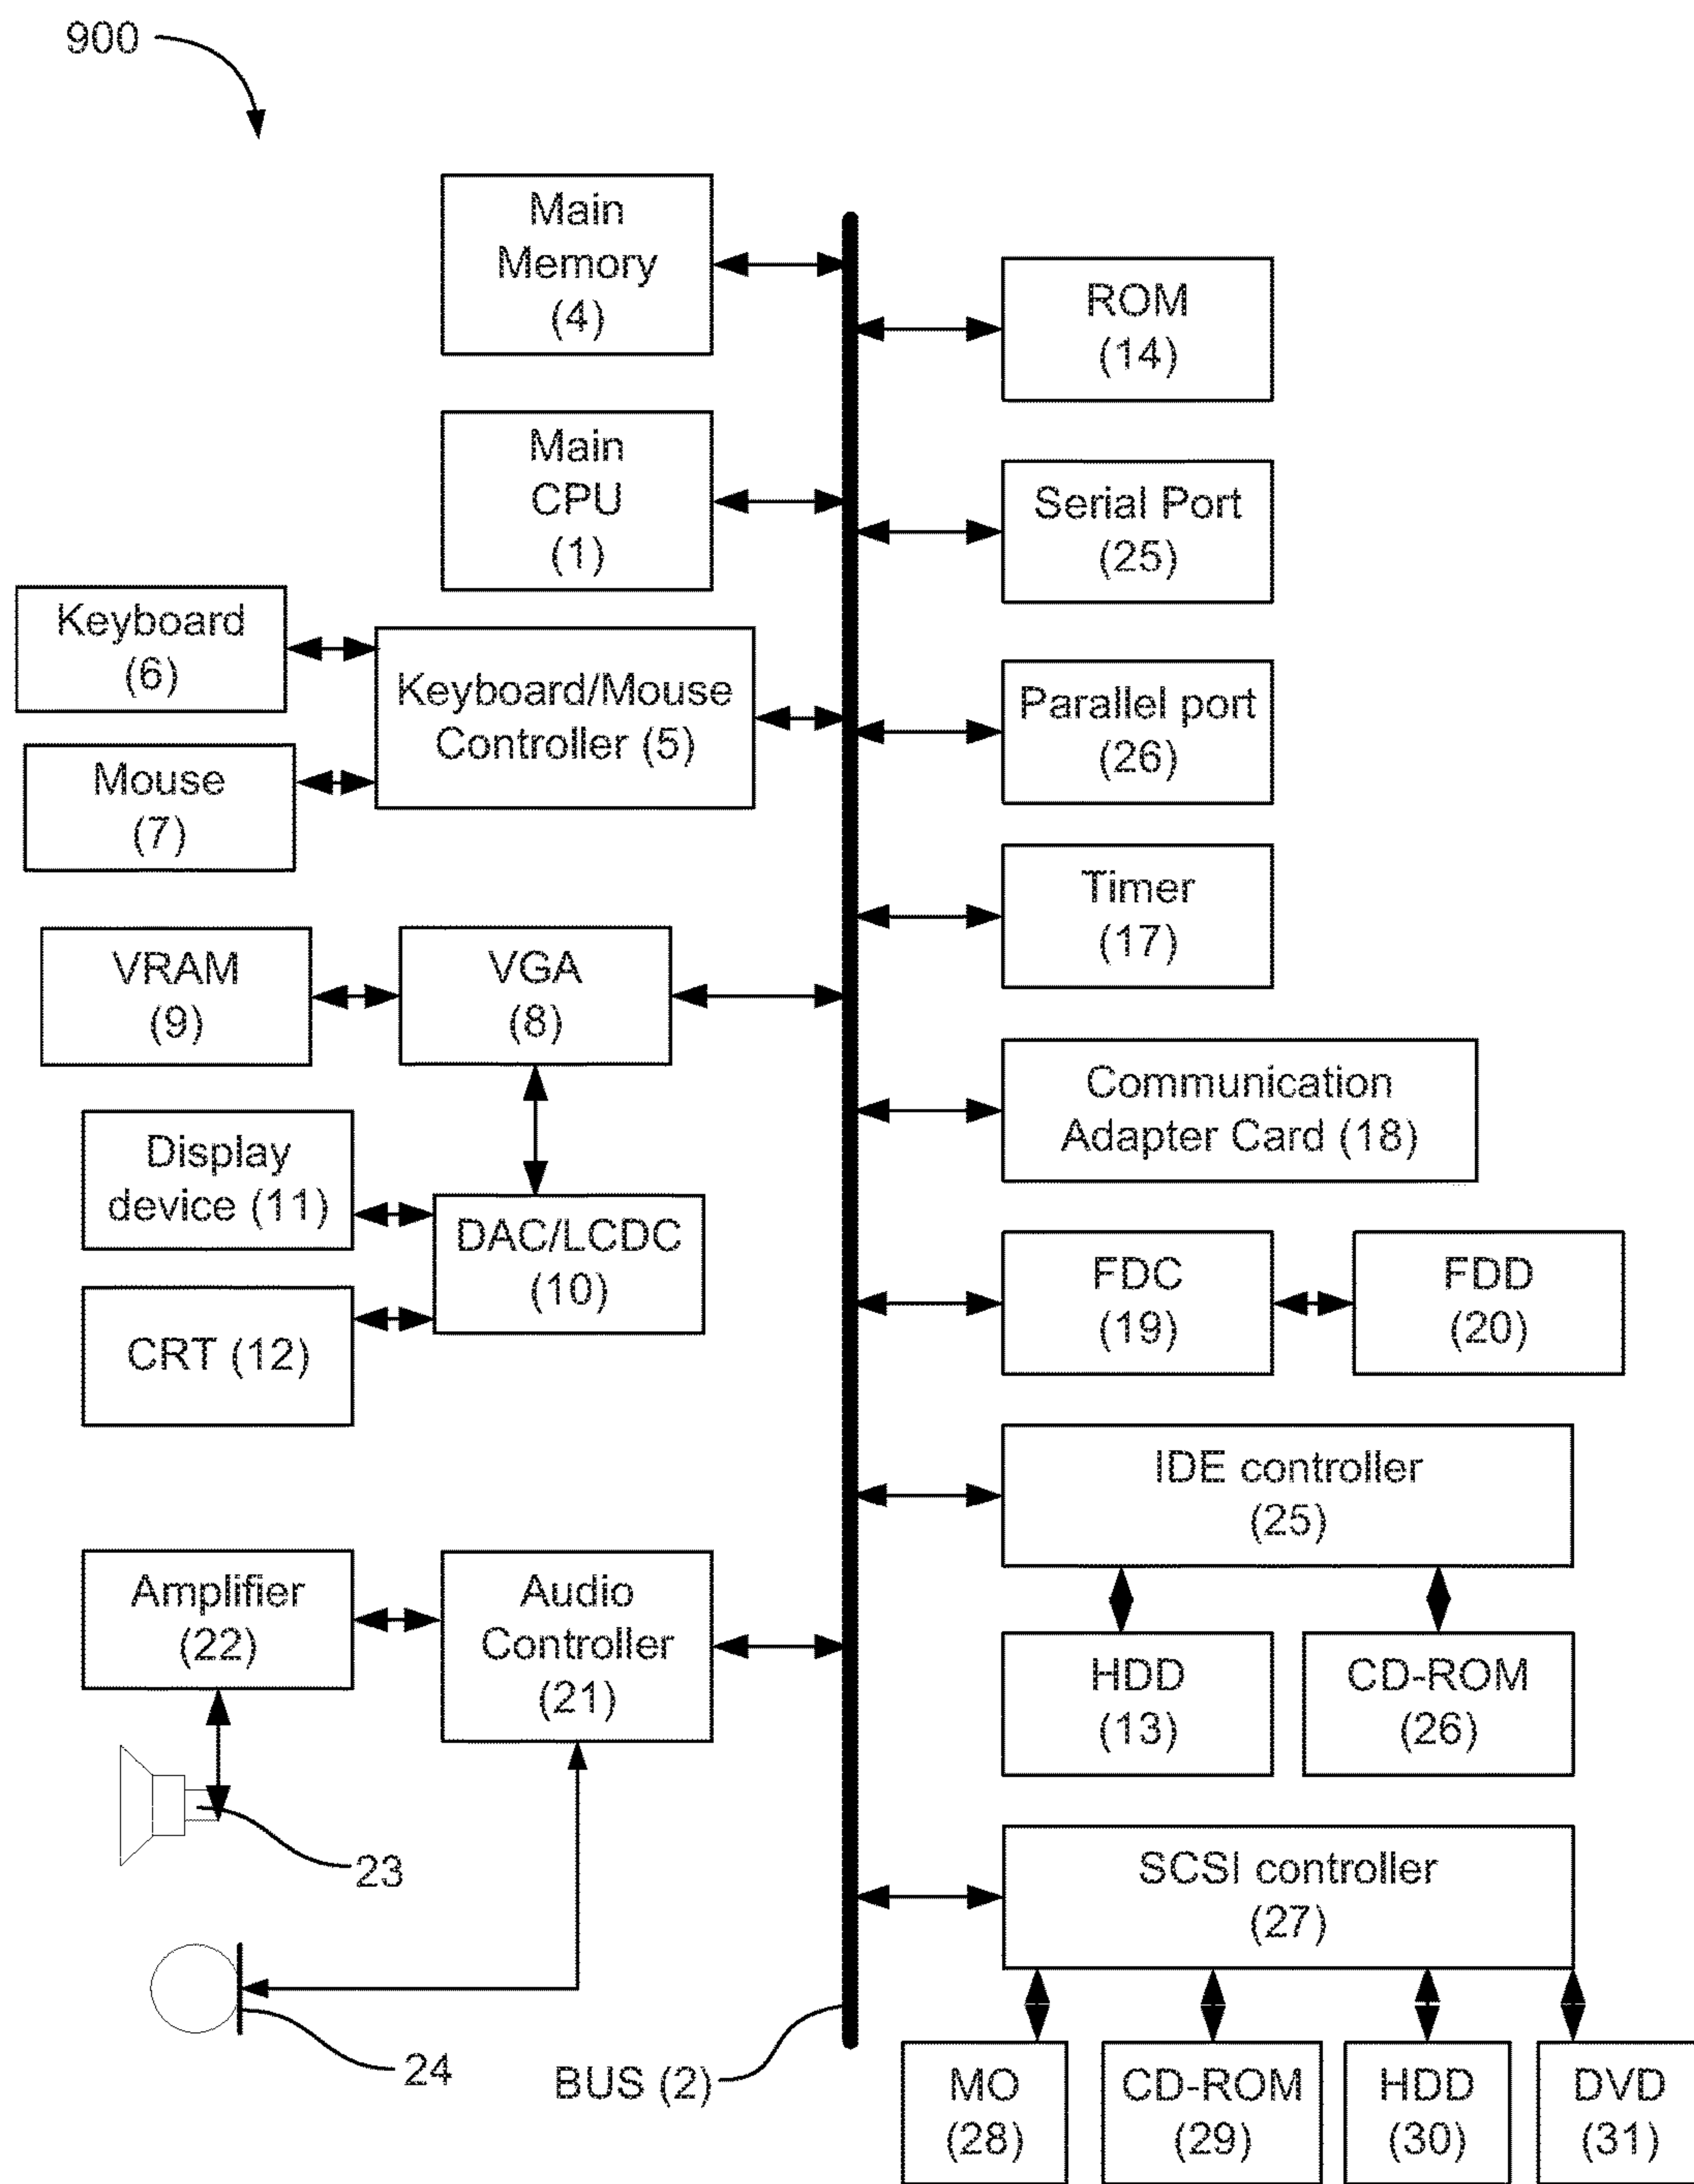 900
Main
Memory
(4)
ROM
(14)
Main
CPU
(1)
Serial Port
(25)
Keyboard
(6)
Keyboard/Mouse
Controller (5)
Parallel port
(26)
Mouse
(7)
Timer
(17)
VRAM
(9)
VGA
(8)
Communication
Adapter Card (18)
Display
device (11)
DAC/LCDC
(10)
FDC
(19)
FDD
(20)
CRT (12)
IDE controller
(25)
Amplifier
(22)
Audio
Controller
(21)
HDD
(13)
CD-ROM
(26)
23
SCSI controller
(27)
24
BUS (2)
MO
(28)
CD-ROM
(29)
HDD
(30)
DVD
(31)